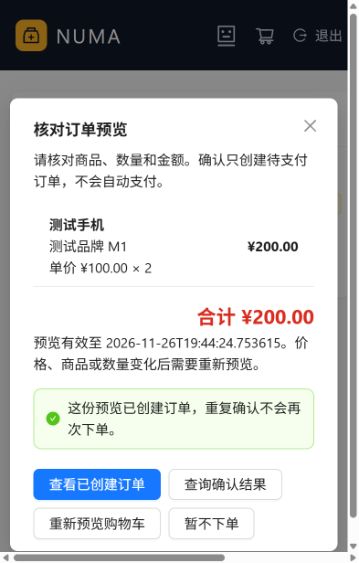 NUMA
退出
核对订单预览
请核对商品、数量和金额。确认只创建待支付
订单，不会自动支付。
测试手机
测试品牌 M1
¥200.00
单价 ¥100.00 × 2
合计 ¥200.00
预览有效至 2026-11-26T19:44:24.753615。价
格、商品或数量变化后需要重新预览。
这份预览已创建订单，重复确认不会再
次下单。
查看已创建订单
查询确认结果
重新预览购物车
暂不下单